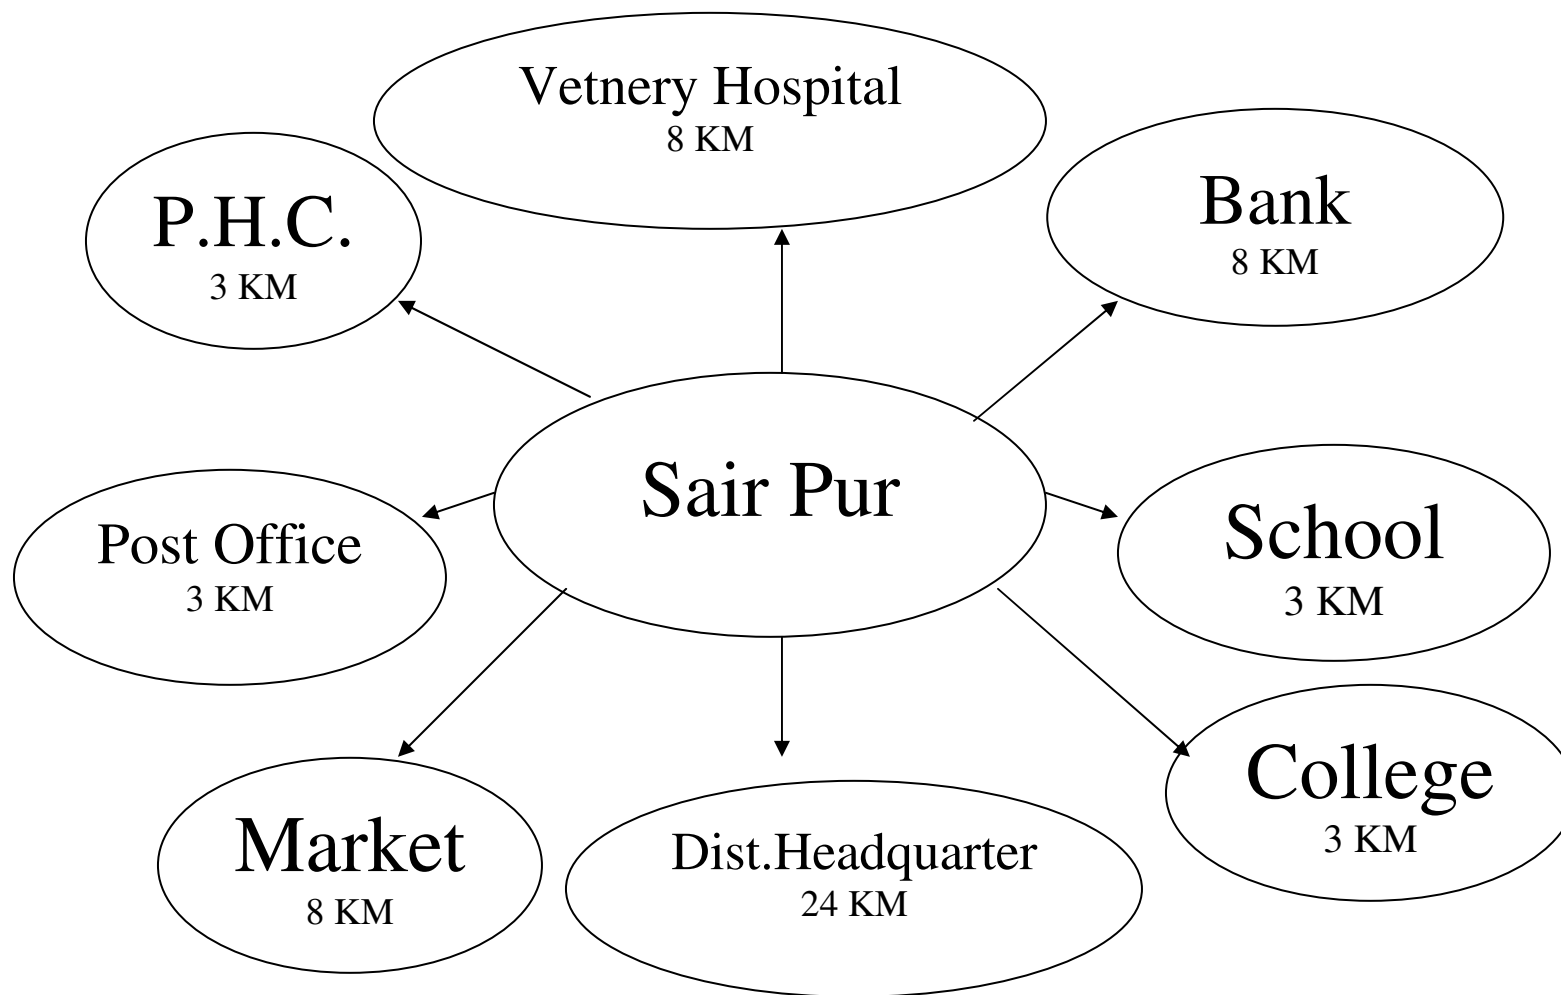 Vetnery Hospital
8 KM
P.H.C.
3 KM
Bank
8 KM
Sair Pur
Post Office
3 KM
School
3 KM
Market
8 KM
Dist.Headquarter
24 KM
College
3 KM